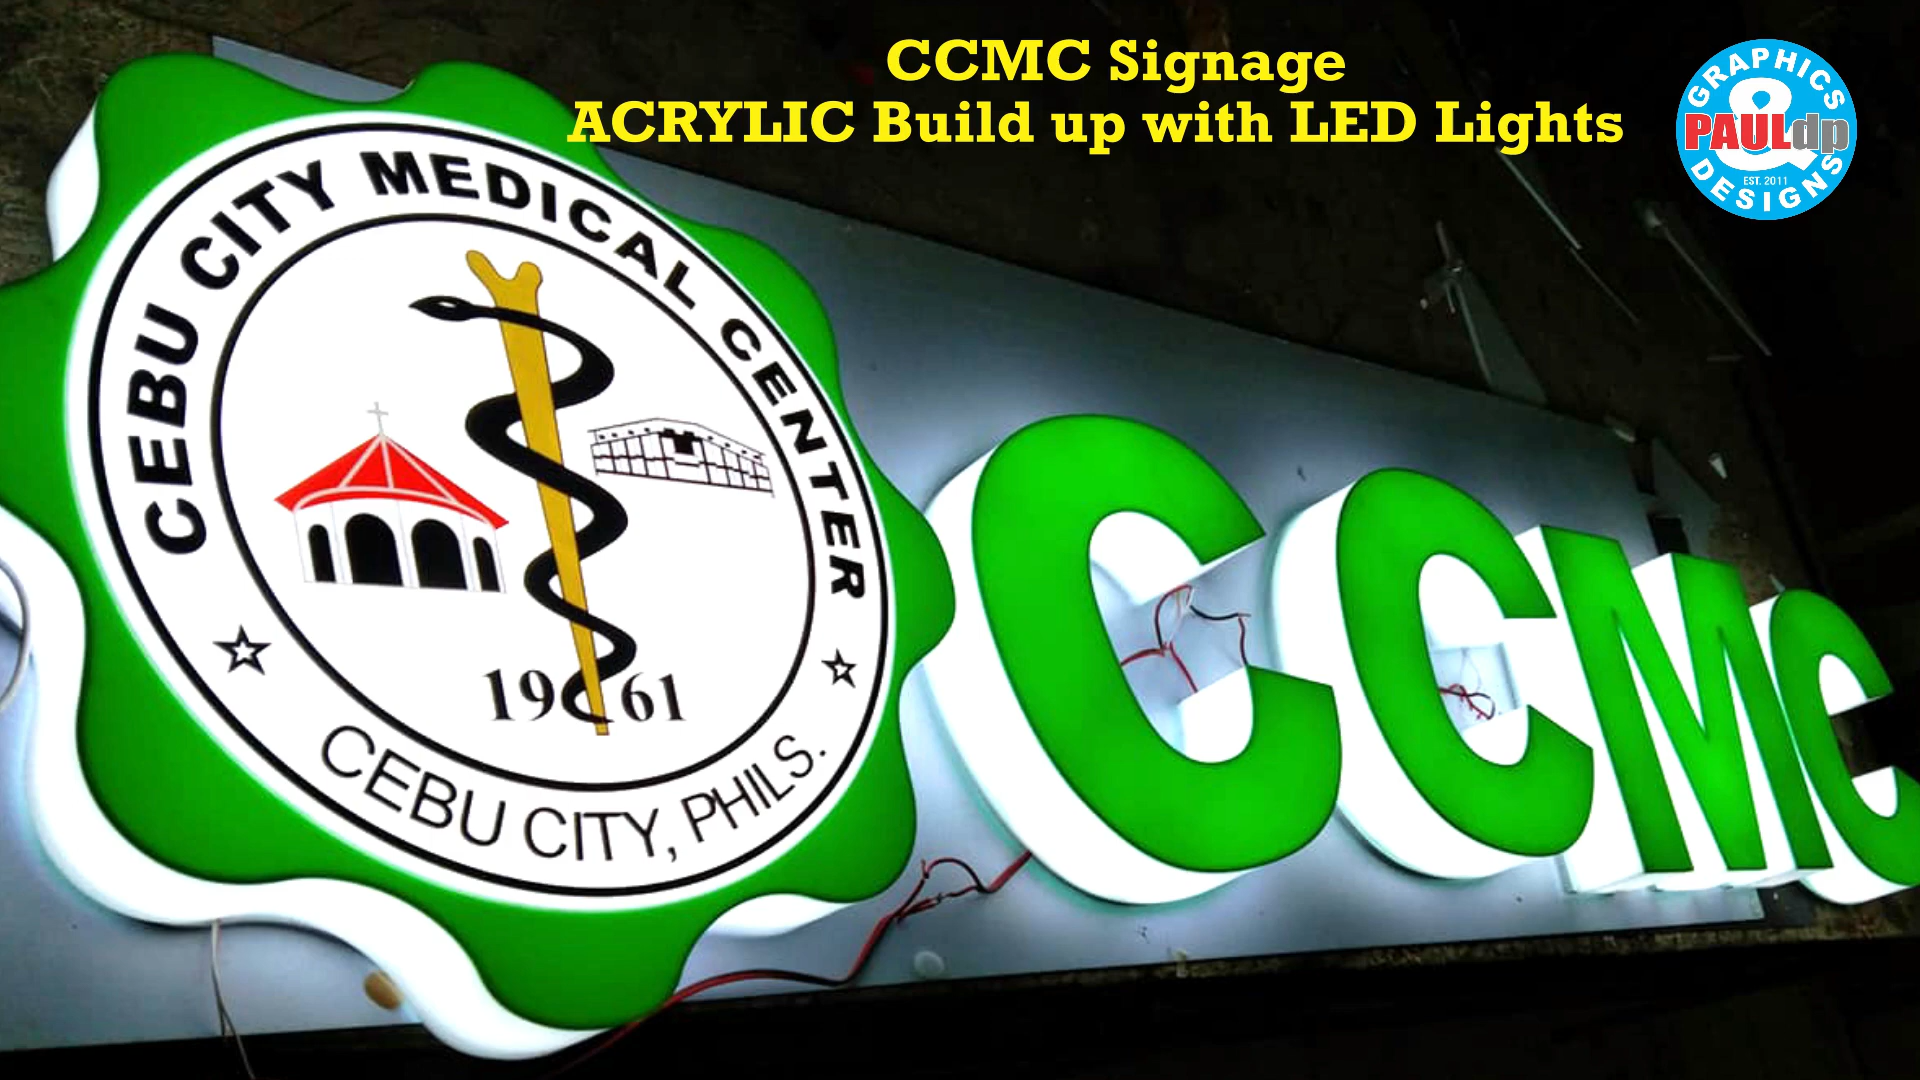 CCMC Signage
ACRYLIC Build up with LED Lights
GRAPHICS
&
PAULdp
EST. 2011
DESIGNS
CEBU CITY MEDICAL CENTER
1961
CEBU CITY, PHILS.
CCMC